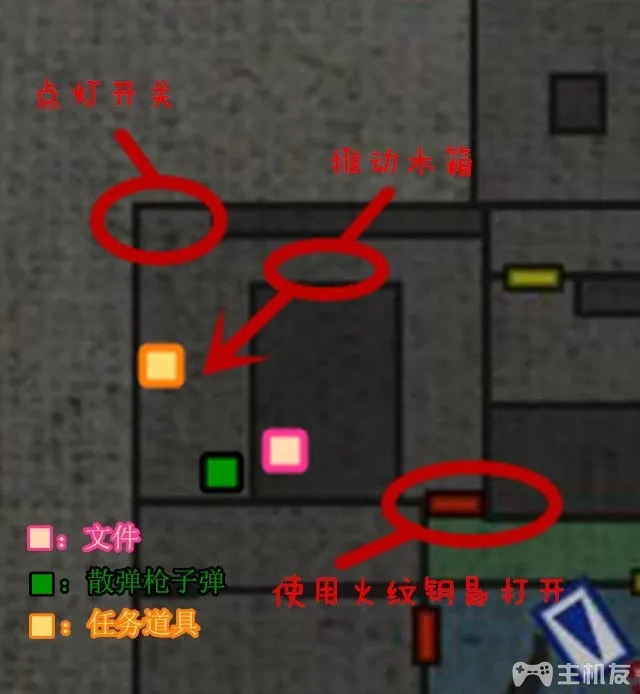 点灯开关
推动木箱
：文件
：散弹枪子弹
使用火纹钥匙打开
：任务道具
主机友